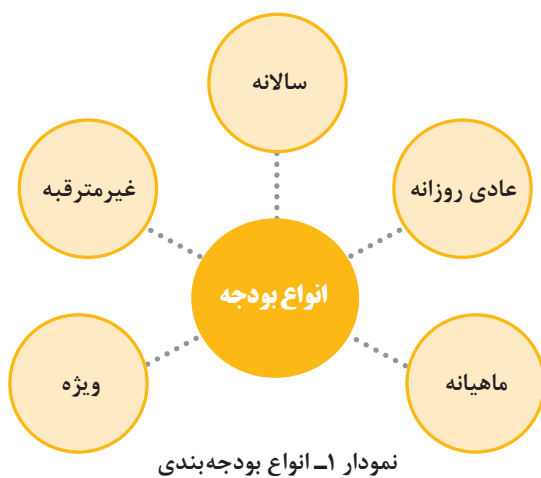 سالانه
عادی روزانه
غیرمترقبه
انواع بودجه
ماهیانه
ویژه
نمودار ۱ـ انواع بودجه‌بندی